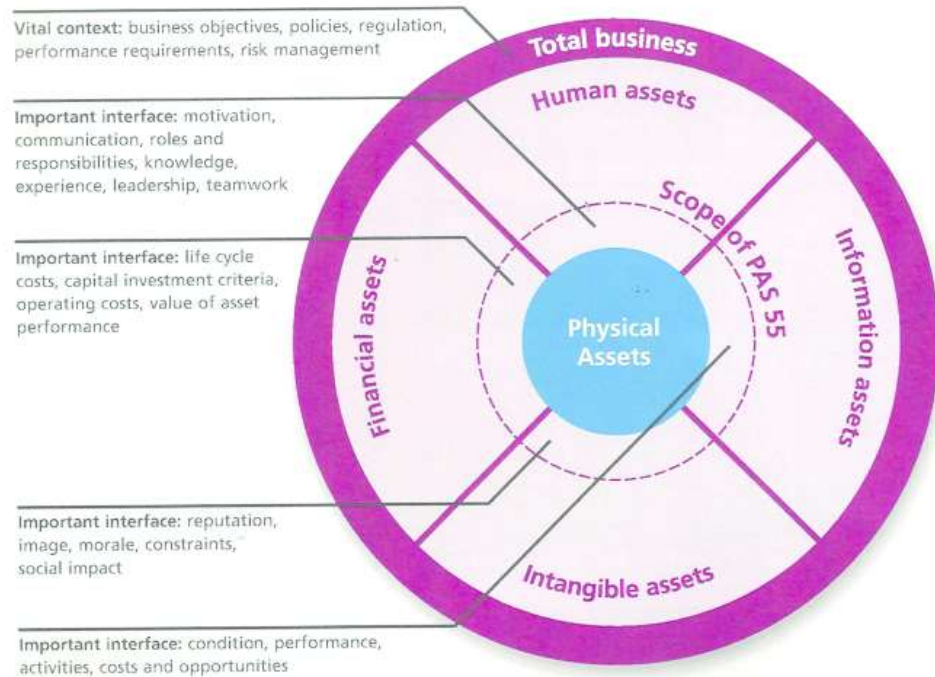 Vital context: business objectives, policies, regulation,
performance requirements, risk management
Important interface: motivation,
communication, roles and
responsibilities, knowledge,
experience, leadership, teamwork
Important interface: life cycle
costs, capital investment criteria,
operating costs, value of asset
performance
Important interface: reputation,
image, morale, constraints,
social impact
Important interface: condition, performance,
activities, costs and opportunities
Total business
Human assets
Scope of PAS 55
Information assets
Financial assets
Physical
Assets
Intangible assets